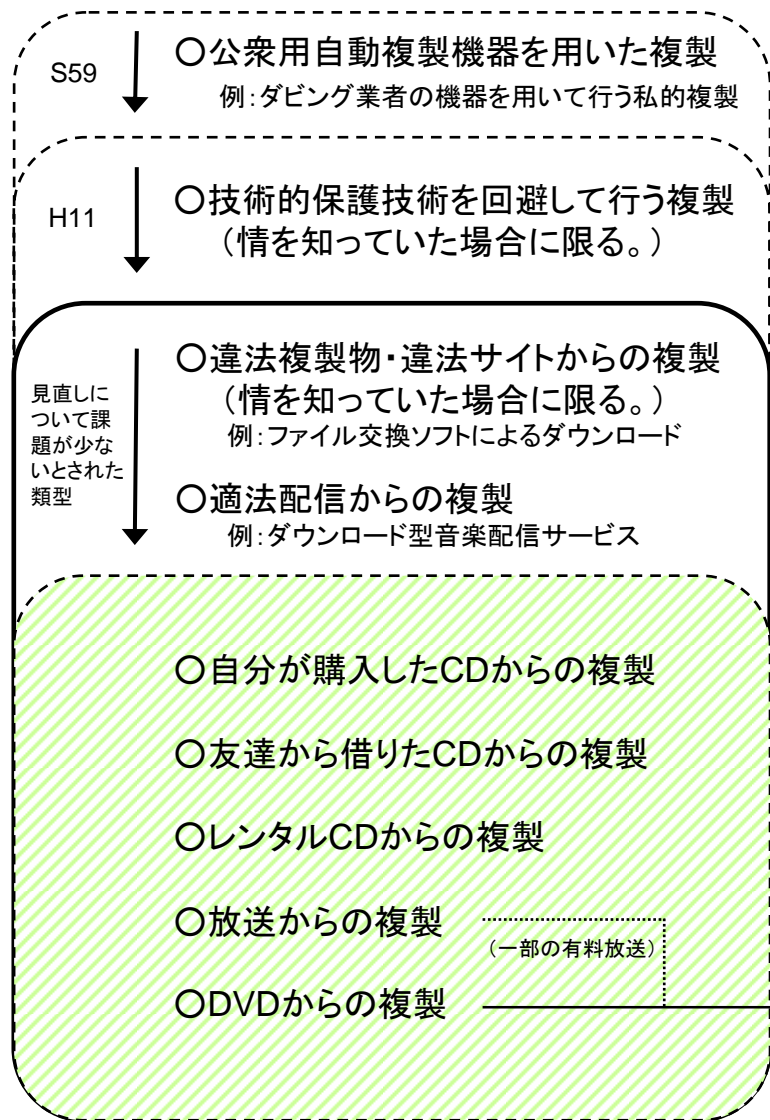 S59
〇公衆用自動複製機器を用いた複製
例：ダビング業者の機器を用いて行う私的複製
H11
〇技術的保護技術を回避して行う複製
（情を知っていた場合に限る。）
見直しに
ついて課
題が少な
いとされた
類型
〇違法複製物・違法サイトからの複製
（情を知っていた場合に限る。）
例：ファイル交換ソフトによるダウンロード
〇適法配信からの複製
例：ダウンロード型音楽配信サービス
〇自分が購入したCDからの複製
〇友達から借りたCDからの複製
〇レンタルCDからの複製
〇放送からの複製
（一部の有料放送）
〇DVDからの複製